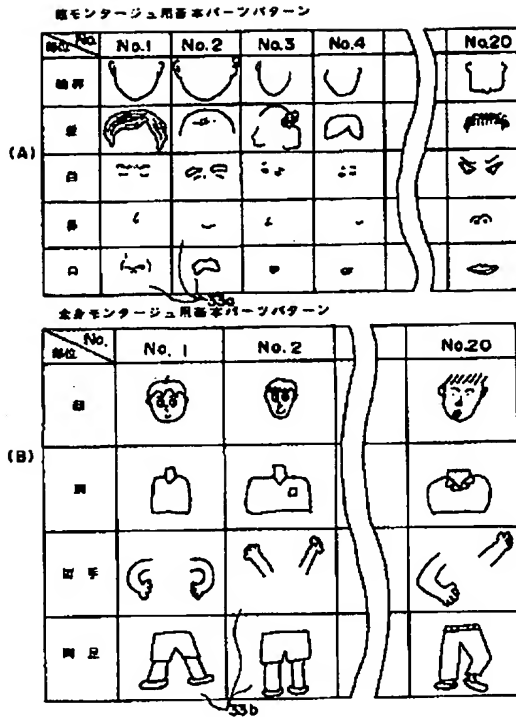 顔モンタージュ用基本パーツパターン
部位 No. No.1 No.2 No.3 No.4 No.20
輪郭
髪
(A)
目
鼻
口
33a
全身モンタージュ用基本パーツパターン
部位 No. No.1 No.2 No.20
顔
(B)
胴
両手
両足
33b